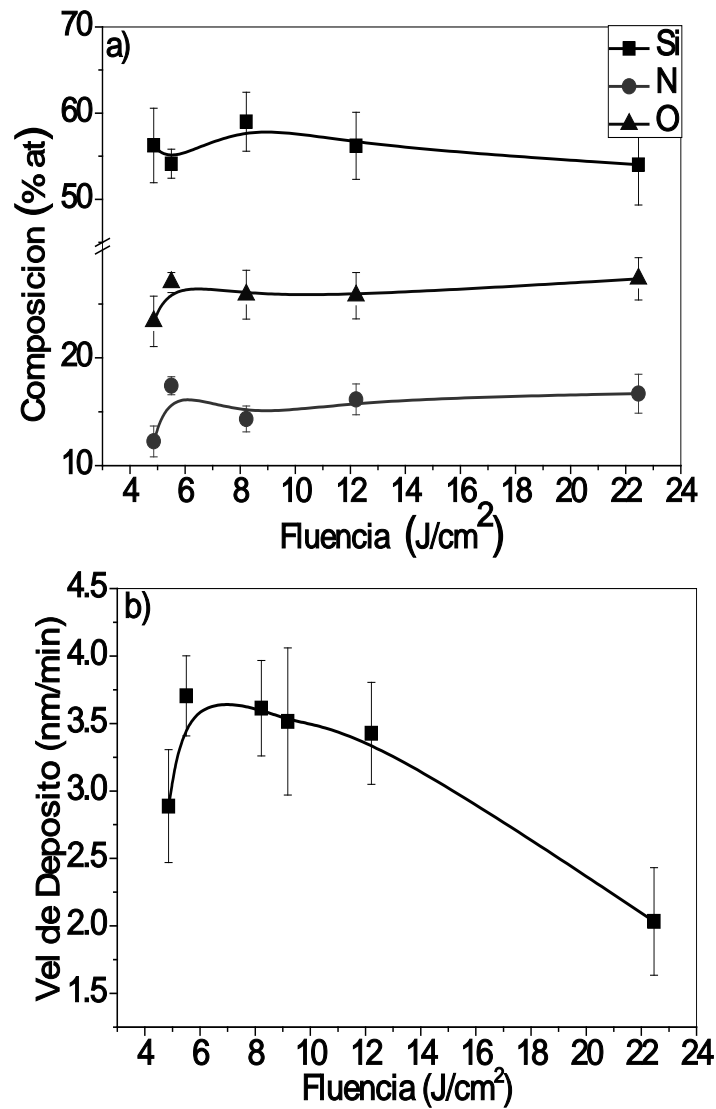 a)
Si
N
O
70
60
50
20
10
Composicion (% at)
4 6 8 10 12 14 16 18 20 22 24
Fluencia (J/cm²)
b)
4.5
4.0
3.5
3.0
2.5
2.0
1.5
Vel de Deposito (nm/min)
4 6 8 10 12 14 16 18 20 22 24
Fluencia (J/cm²)